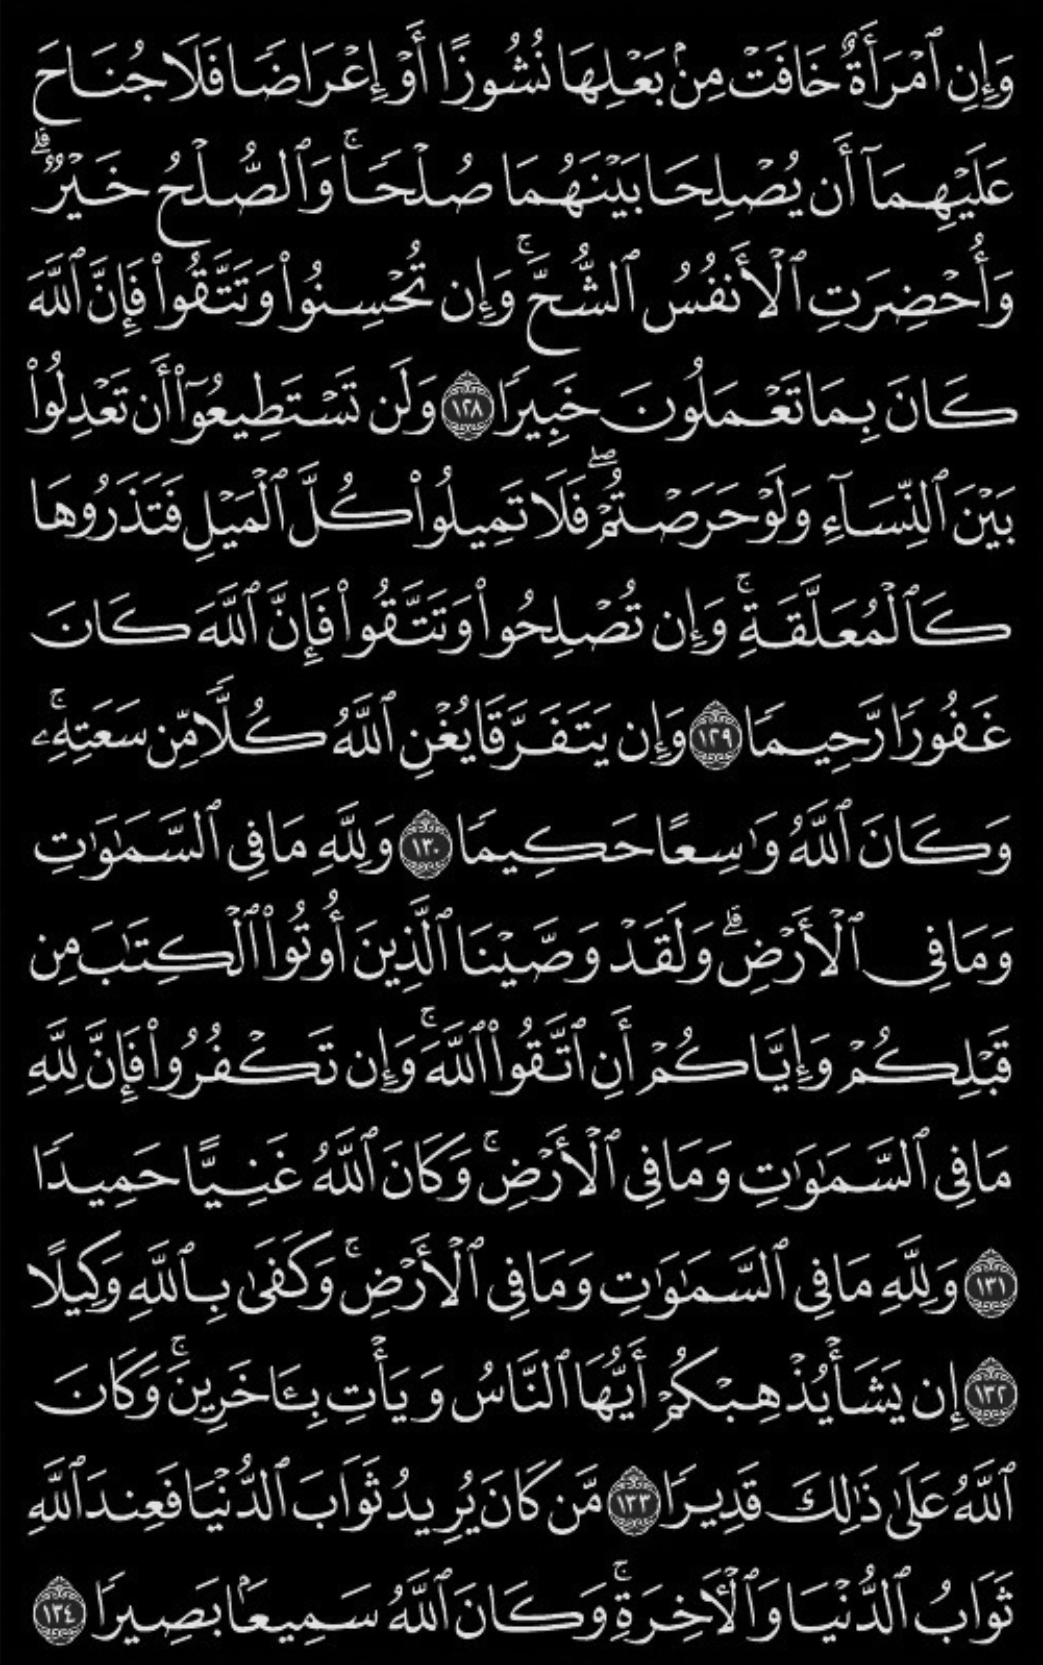 وَإِنِ ٱمْرَأَةٌ خَافَتْ مِنۢ بَعْلِهَا نُشُوزًا أَوْ إِعْرَاضًا فَلَا جُنَاحَ
عَلَيْهِمَآ أَن يُصْلِحَا بَيْنَهُمَا صُلْحًا ۚ وَٱلصُّلْحُ خَيْرٌ ۗ
وَأُحْضِرَتِ ٱلْأَنفُسُ ٱلشُّحَّ ۚ وَإِن تُحْسِنُوا۟ وَتَتَّقُوا۟ فَإِنَّ ٱللَّهَ
كَانَ بِمَا تَعْمَلُونَ خَبِيرًا ١٢٨ وَلَن تَسْتَطِيعُوٓا۟ أَن تَعْدِلُوا۟
بَيْنَ ٱلنِّسَآءِ وَلَوْ حَرَصْتُمْ ۖ فَلَا تَمِيلُوا۟ كُلَّ ٱلْمَيْلِ فَتَذَرُوهَا
كَٱلْمُعَلَّقَةِ ۚ وَإِن تُصْلِحُوا۟ وَتَتَّقُوا۟ فَإِنَّ ٱللَّهَ كَانَ
غَفُورًا رَّحِيمًا ١٢٩ وَإِن يَتَفَرَّقَا يُغْنِ ٱللَّهُ كُلًّا مِّن سَعَتِهِۦ ۚ
وَكَانَ ٱللَّهُ وَٰسِعًا حَكِيمًا ١٣٠ وَلِلَّهِ مَا فِى ٱلسَّمَٰوَٰتِ
وَمَا فِى ٱلْأَرْضِ ۗ وَلَقَدْ وَصَّيْنَا ٱلَّذِينَ أُوتُوا۟ ٱلْكِتَٰبَ مِن
قَبْلِكُمْ وَإِيَّاكُمْ أَنِ ٱتَّقُوا۟ ٱللَّهَ ۚ وَإِن تَكْفُرُوا۟ فَإِنَّ لِلَّهِ
مَا فِى ٱلسَّمَٰوَٰتِ وَمَا فِى ٱلْأَرْضِ ۚ وَكَانَ ٱللَّهُ غَنِيًّا حَمِيدًا
١٣١ وَلِلَّهِ مَا فِى ٱلسَّمَٰوَٰتِ وَمَا فِى ٱلْأَرْضِ ۚ وَكَفَىٰ بِٱللَّهِ وَكِيلًا
١٣٢ إِن يَشَأْ يُذْهِبْكُمْ أَيُّهَا ٱلنَّاسُ وَيَأْتِ بِـَٔاخَرِينَ ۚ وَكَانَ
ٱللَّهُ عَلَىٰ ذَٰلِكَ قَدِيرًا ١٣٣ مَّن كَانَ يُرِيدُ ثَوَابَ ٱلدُّنْيَا فَعِندَ ٱللَّهِ
ثَوَابُ ٱلدُّنْيَا وَٱلْـَٔاخِرَةِ ۚ وَكَانَ ٱللَّهُ سَمِيعًۢا بَصِيرًا ١٣٤